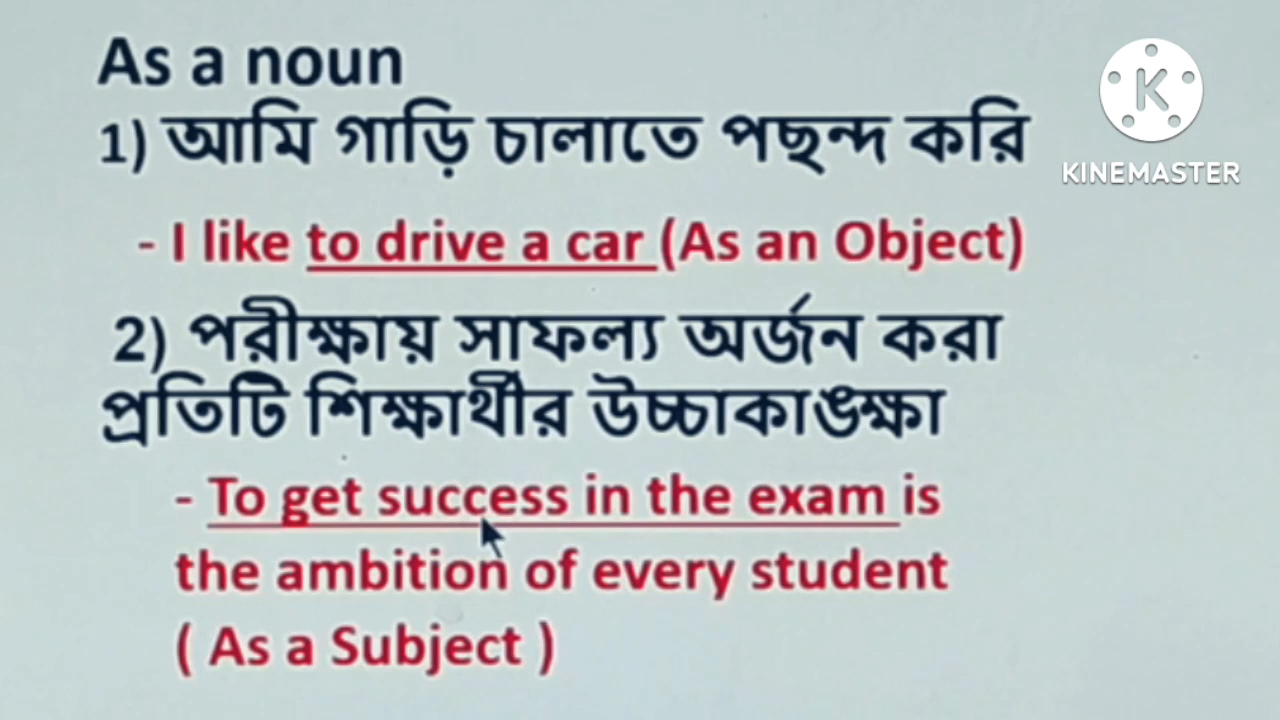 As a noun
1) আমি গাড়ি চালাতে পছন্দ করি
- I like to drive a car (As an Object)
2) পরীক্ষায় সাফল্য অর্জন করা
প্রতিটি শিক্ষার্থীর উচ্চাকাঙক্ষা
- To get success in the exam is
the ambition of every student
( As a Subject )
K
KINEMASTER